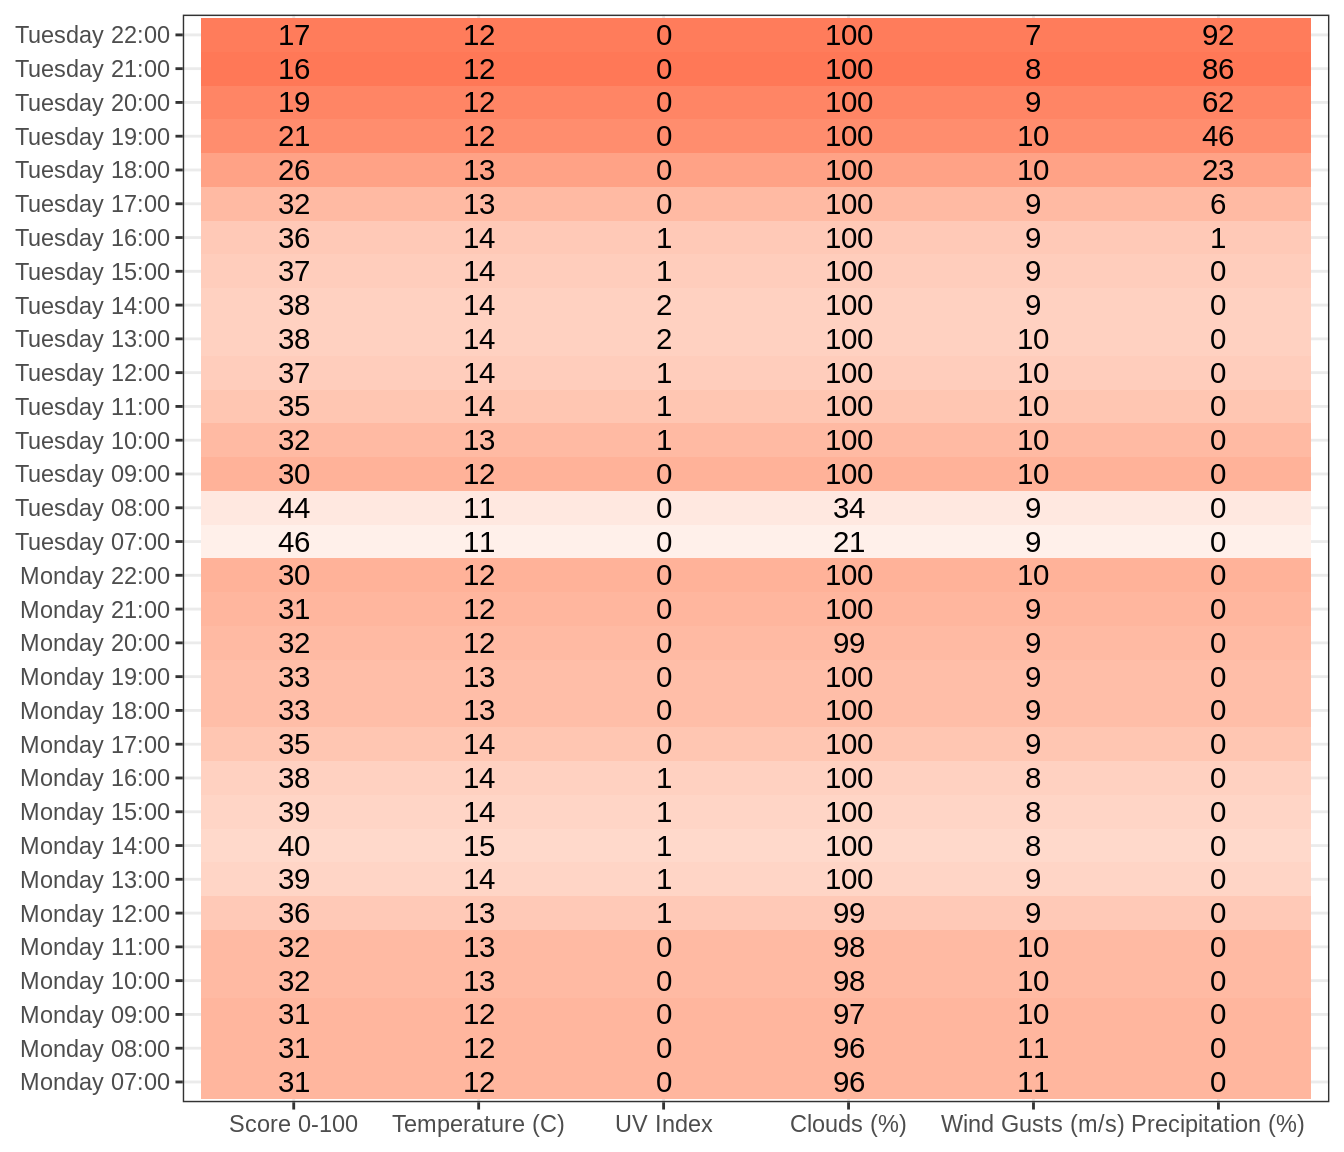 Tuesday 22:00 17 12 0 100 7 92
Tuesday 21:00 16 12 0 100 8 86
Tuesday 20:00 19 12 0 100 9 62
Tuesday 19:00 21 12 0 100 10 46
Tuesday 18:00 26 13 0 100 10 23
Tuesday 17:00 32 13 0 100 9 6
Tuesday 16:00 36 14 1 100 9 1
Tuesday 15:00 37 14 1 100 9 0
Tuesday 14:00 38 14 2 100 9 0
Tuesday 13:00 38 14 2 100 10 0
Tuesday 12:00 37 14 1 100 10 0
Tuesday 11:00 35 14 1 100 10 0
Tuesday 10:00 32 13 1 100 10 0
Tuesday 09:00 30 12 0 100 10 0
Tuesday 08:00 44 11 0 34 9 0
Tuesday 07:00 46 11 0 21 9 0
Monday 22:00 30 12 0 100 10 0
Monday 21:00 31 12 0 100 9 0
Monday 20:00 32 12 0 99 9 0
Monday 19:00 33 13 0 100 9 0
Monday 18:00 33 13 0 100 9 0
Monday 17:00 35 14 0 100 9 0
Monday 16:00 38 14 1 100 8 0
Monday 15:00 39 14 1 100 8 0
Monday 14:00 40 15 1 100 8 0
Monday 13:00 39 14 1 100 9 0
Monday 12:00 36 13 1 99 9 0
Monday 11:00 32 13 0 98 10 0
Monday 10:00 32 13 0 98 10 0
Monday 09:00 31 12 0 97 10 0
Monday 08:00 31 12 0 96 11 0
Monday 07:00 31 12 0 96 11 0
Score 0-100 Temperature (C) UV Index Clouds (%) Wind Gusts (m/s) Precipitation (%)